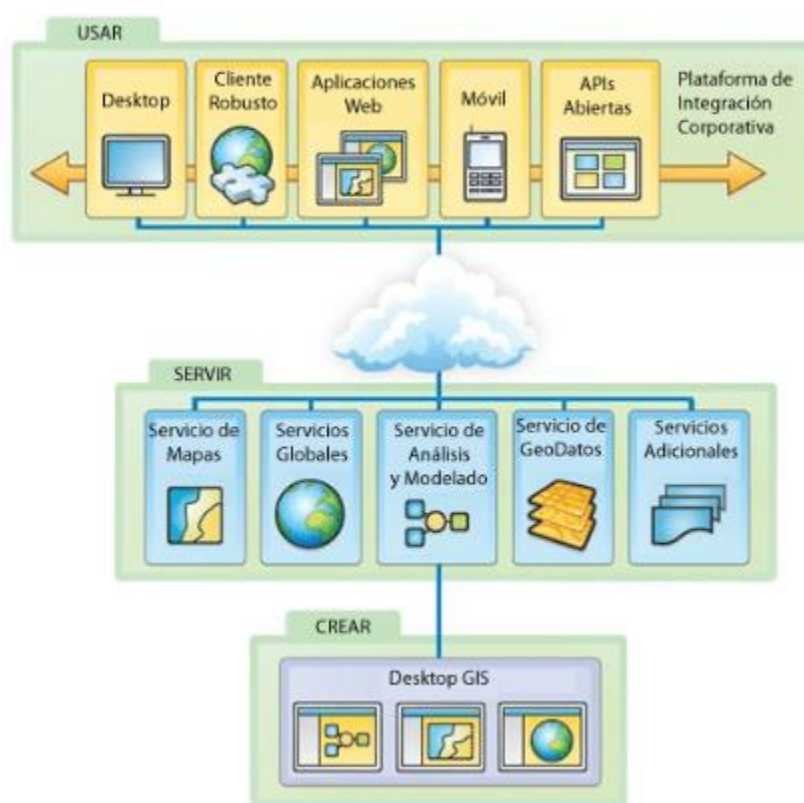 USAR
Desktop
Cliente
Robusto
Aplicaciones
Web
Móvil
APIs
Abiertas
Plataforma de
Integración
Corporativa
SERVIR
Servicio de
Mapas
Servicios
Globales
Servicio de
Análisis
y Modelado
Servicio de
GeoDatos
Servicios
Adicionales
CREAR
Desktop GIS